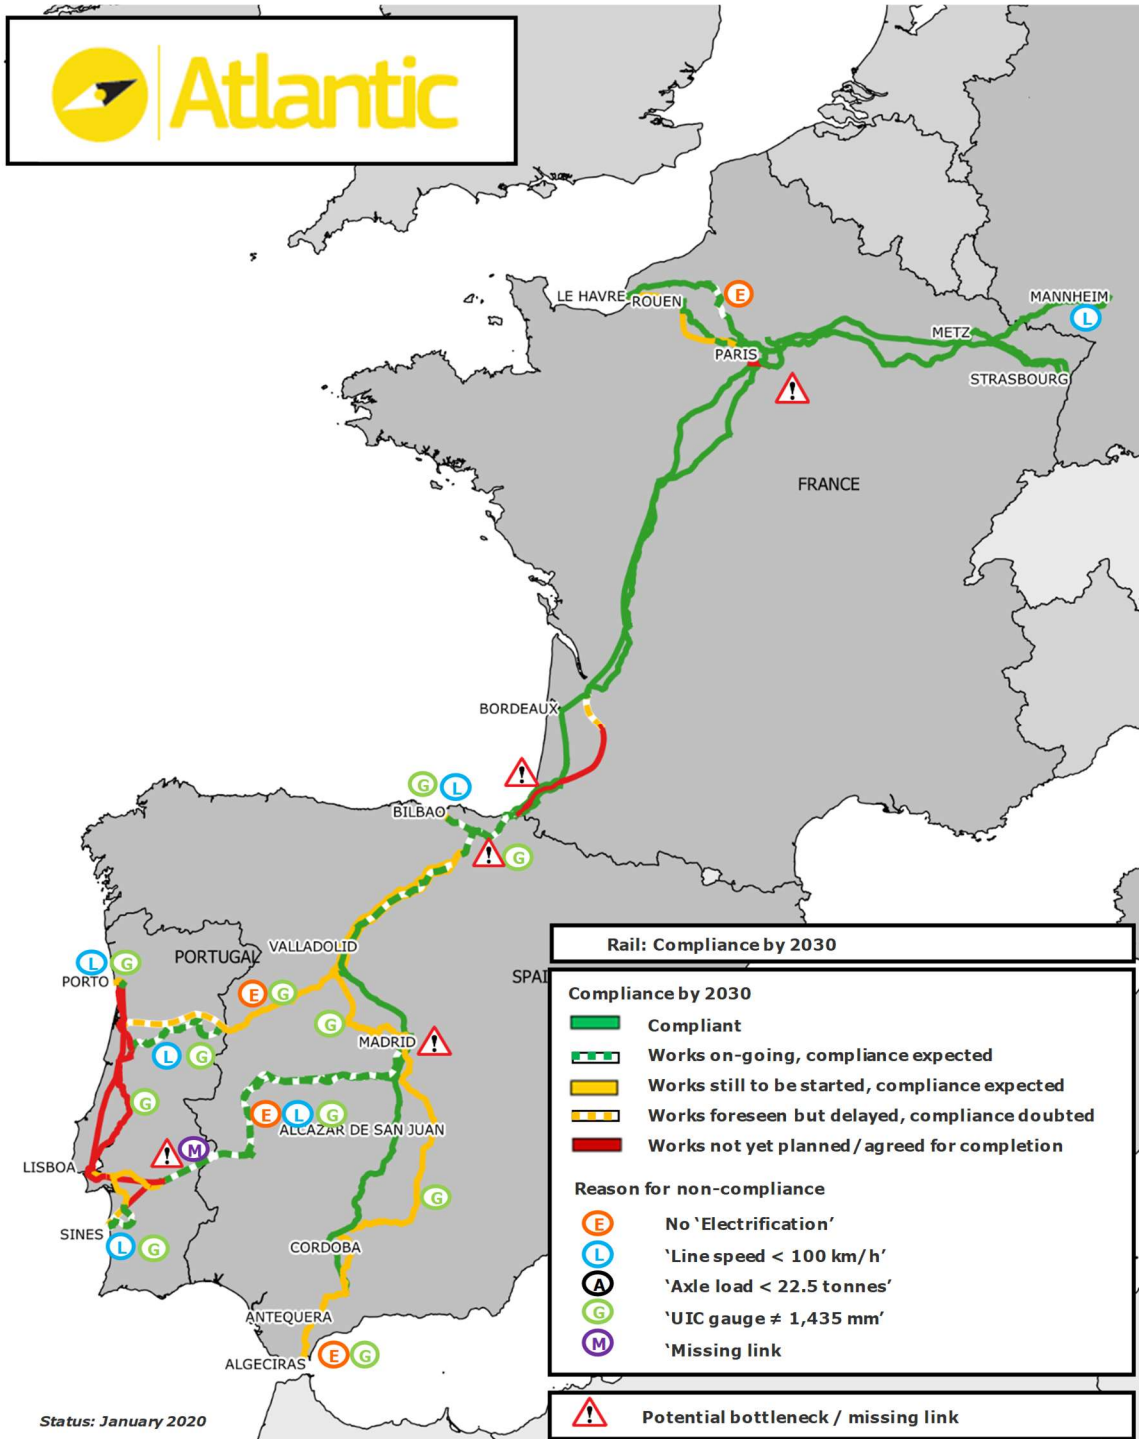 Atlantic
LE HAVRE
ROUEN
E
MANNHEIM
L
METZ
PARIS
STRASBOURG
!
FRANCE
BORDEAUX
!
G L
BILBAO
! G
VALLADOLID
PORTUGAL
L G
PORTO
SPAI
E G
G
MADRID !
L G
G
E L G
ALCAZAR DE SAN JUAN
! M
LISBOA
G
SINES
L G
CORDOBA
ANTEQUERA
ALGECIRAS
E G
Status: January 2020
Rail: Compliance by 2030
Compliance by 2030
Compliant
Works on-going, compliance expected
Works still to be started, compliance expected
Works foreseen but delayed, compliance doubted
Works not yet planned/agreed for completion
Reason for non-compliance
E No ‘Electrification’
L ‘Line speed < 100 km/h’
A ‘Axle load < 22.5 tonnes’
G ‘UIC gauge ≠ 1,435 mm’
M ‘Missing link
! Potential bottleneck / missing link